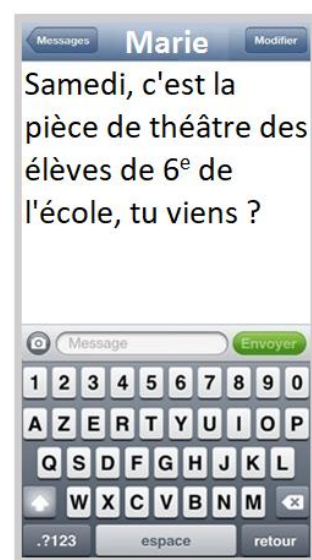 Messages Marie Modifier
Samedi, c'est la
pièce de théâtre des
élèves de 6e de
l'école, tu viens ?
Message Envoyer
1 2 3 4 5 6 7 8 9 0
A Z E R T Y U I O P
Q S D F G H J K L
W X C V B N M
.?123 espace retour